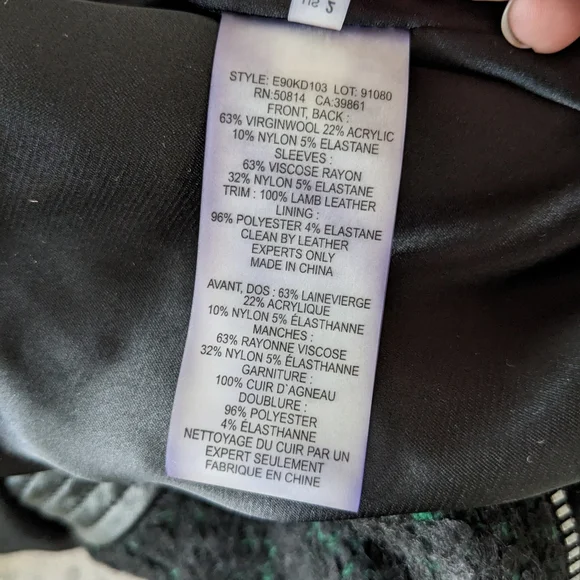 STYLE: E90KD103 LOT: 91080
RN:50814 CA:39861
FRONT, BACK :
63% VIRGINWOOL 22% ACRYLIC
10% NYLON 5% ELASTANE
SLEEVES :
63% VISCOSE RAYON
32% NYLON 5% ELASTANE
TRIM : 100% LAMB LEATHER
LINING :
96% POLYESTER 4% ELASTANE
CLEAN BY LEATHER
EXPERTS ONLY
MADE IN CHINA
AVANT, DOS : 63% LAINEVIERGE
22% ACRYLIQUE
10% NYLON 5% ÉLASTHANNE
MANCHES :
63% RAYONNE VISCOSE
32% NYLON 5% ÉLASTHANNE
GARNITURE :
100% CUIR D`AGNEAU
DOUBLURE :
96% POLYESTER
4% ÉLASTHANNE
NETTOYAGE DU CUIR PAR UN
EXPERT SEULEMENT
FABRIQUE EN CHINE